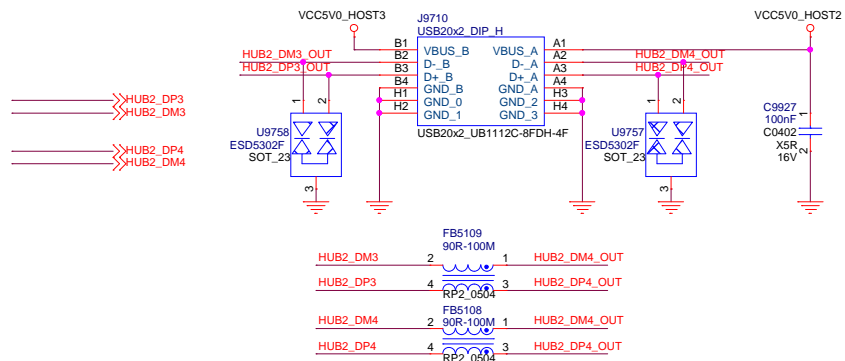 VCC5V0_HOST3
J9710
USB20x2_DIP_H
VCC5V0_HOST2
B1 VBUS_B VBUS_A A1
HUB2_DM3_OUT B2 D-_B D-_A A2 HUB2_DM4_OUT
HUB2_DP3_OUT B3 D+_B D+_A A3 HUB2_DP4_OUT
B4 GND_B GND_A A4
H1 GND_0 GND_2 H3
H2 GND_1 GND_3 H4
USB20x2_UB1112C-8FDH-4F
HUB2_DP3
HUB2_DM3
HUB2_DP4
HUB2_DM4
1 2
U9758
ESD5302F
SOT_23
3
1 2
U9757
ESD5302F
SOT_23
3
C9927
100nF
C0402
X5R
16V
1
2
FB5109
90R-100M
HUB2_DM3 2 1 HUB2_DM4_OUT
HUB2_DP3 4 3 HUB2_DP4_OUT
RP2_0504
FB5108
90R-100M
HUB2_DM4 2 1 HUB2_DM4_OUT
HUB2_DP4 4 3 HUB2_DP4_OUT
RP2_0504